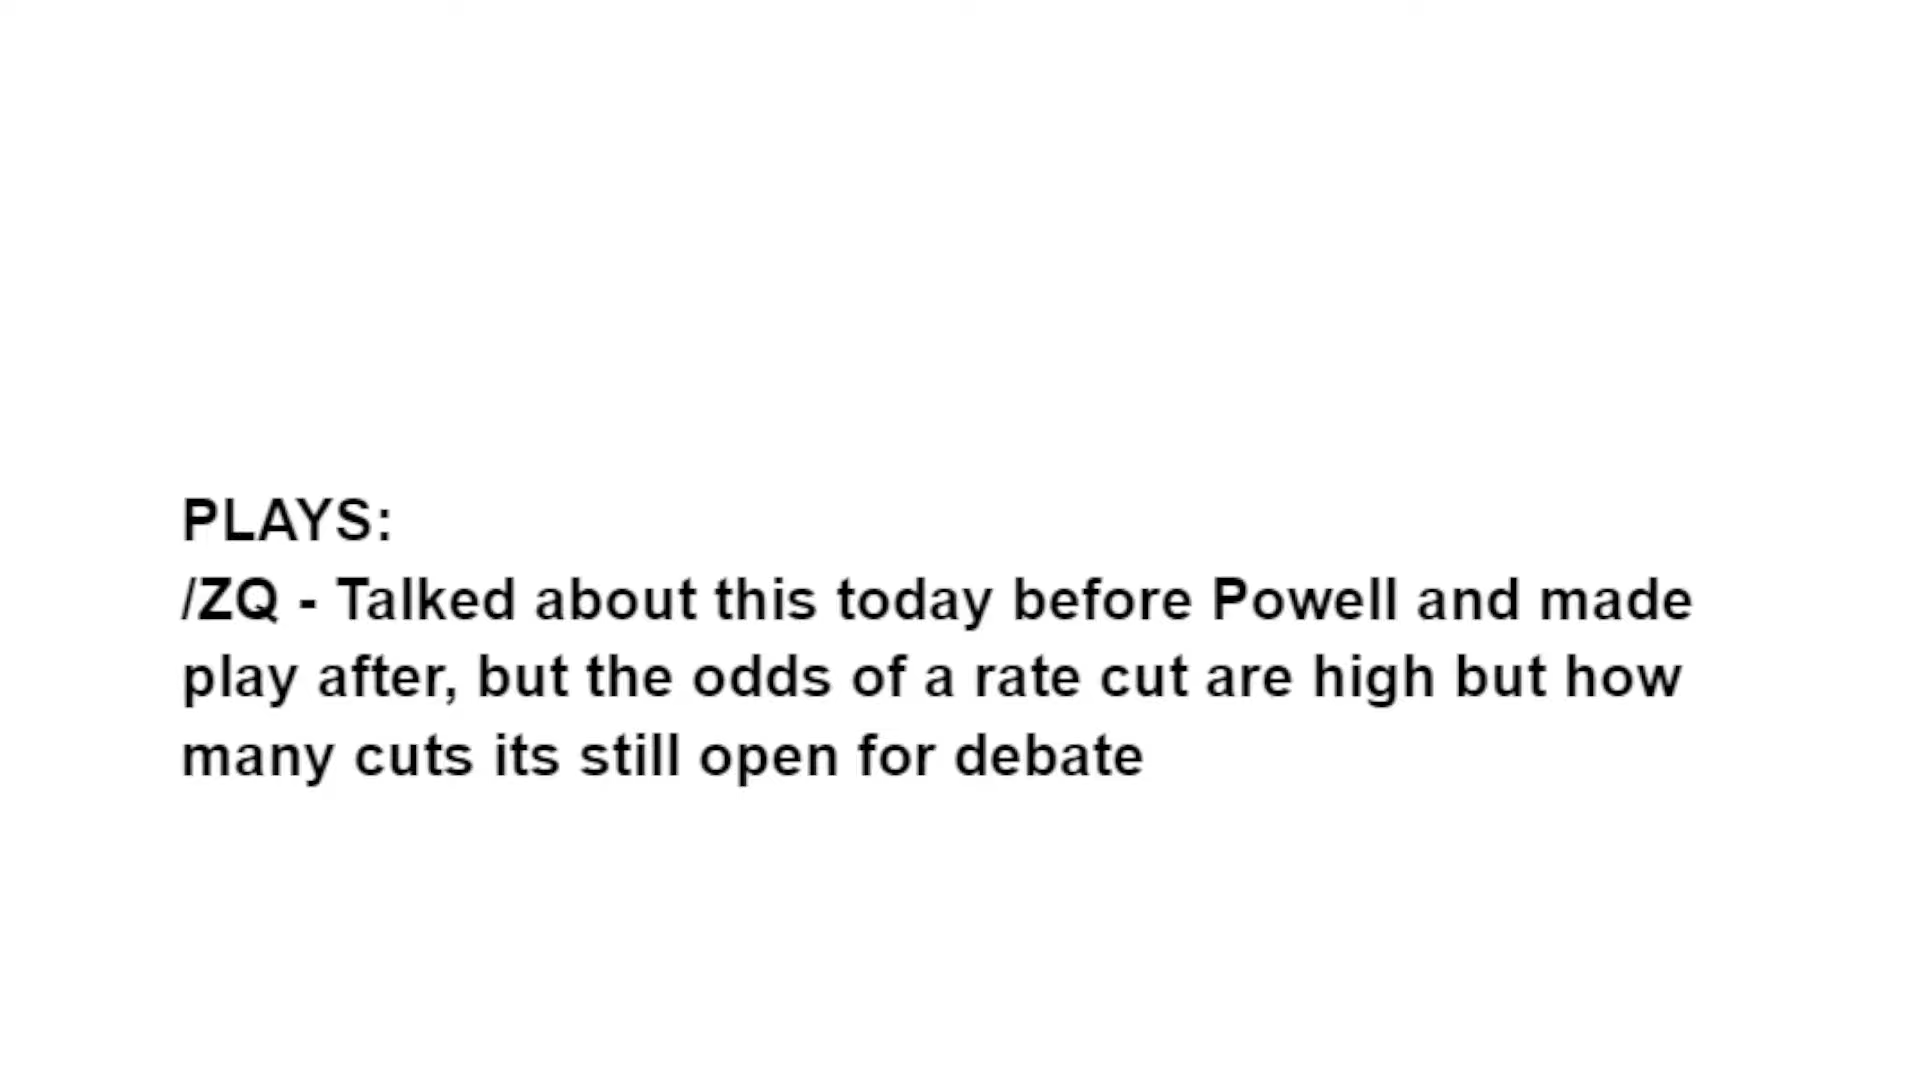 PLAYS:
/ZQ - Talked about this today before Powell and made
play after, but the odds of a rate cut are high but how
many cuts its still open for debate